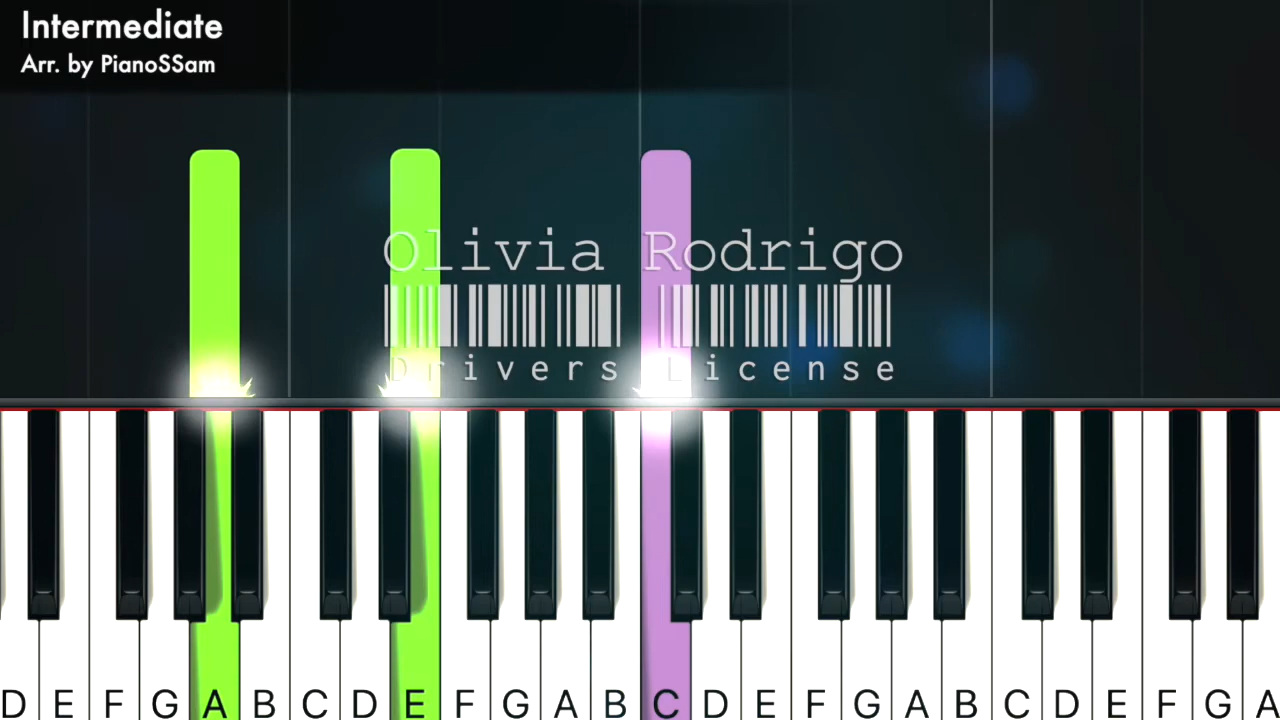 Intermediate
Arr. by PianoSSam
Olivia Rodrigo
Drivers License
D E F G A B C D E F G A B C D E F G A B C D E F G A